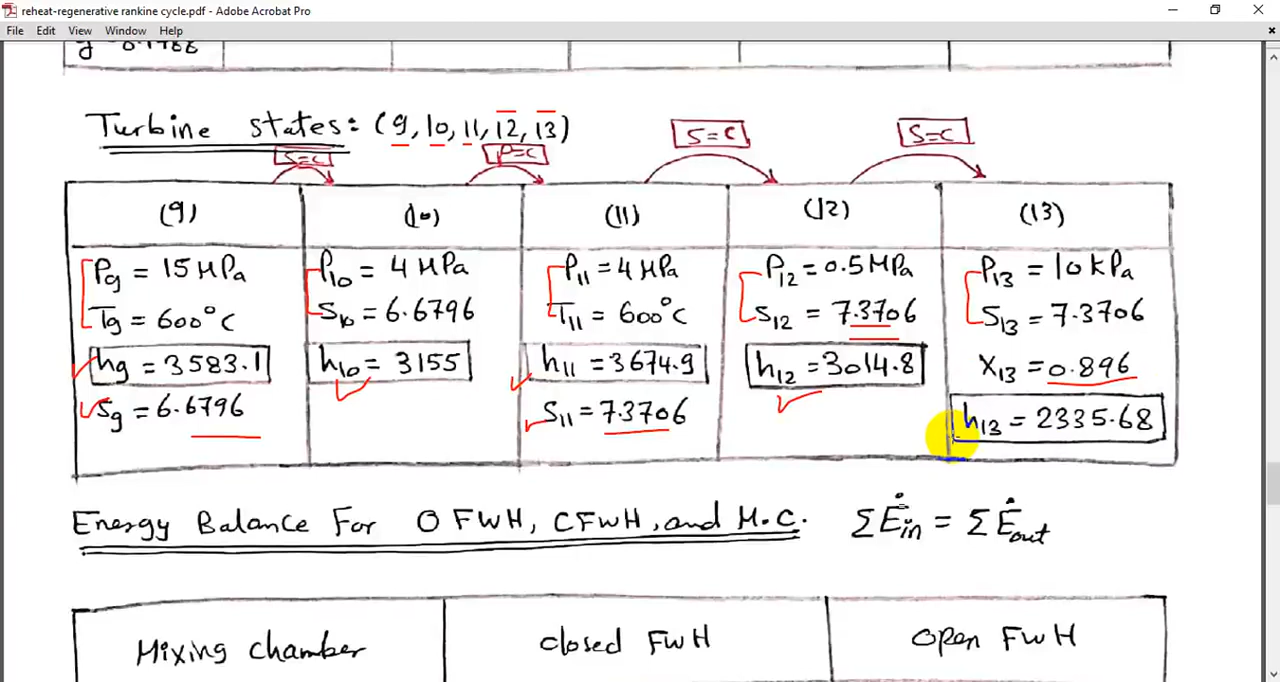 reheat-regenerative rankine cycle.pdf - Adobe Acrobat Pro
File Edit View Window Help
Turbine states: (9, 10, 11, 12, 13)
S=C P=C S=C S=C
(9) (10) (11) (12) (13)
P9 = 15 MPa P10 = 4 MPa P11 = 4 MPa P12 = 0.5 MPa P13 = 10 kPa
T9 = 600°C S10 = 6.6796 T11 = 600°C S12 = 7.3706 S13 = 7.3706
h9 = 3583.1 h10 = 3155 h11 = 3674.9 h12 = 3014.8 X13 = 0.896
S9 = 6.6796 S11 = 7.3706 h13 = 2335.68
Energy Balance For OFWH, CFWH, and M.C. ΣĖin = ΣĖout
Mixing chamber closed FWH open FWH